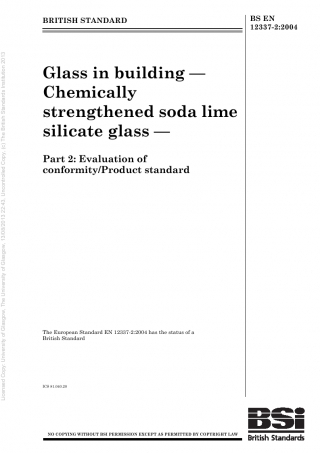 BRITISH STANDARD
BS EN
12337-2:2004
Glass in building —
Chemically
strengthened soda lime
silicate glass —
Part 2: Evaluation of
conformity/Product standard
The European Standard EN 12337-2:2004 has the status of a
British Standard
ICS 81.040.20
NO COPYING WITHOUT BSI PERMISSION EXCEPT AS PERMITTED BY COPYRIGHT LAW
BSi
British Standards
Licensed Copy: University of Glasgow, The University of Glasgow, 13/09/2013 22:43, Uncontrolled Copy, (c) The British Standards Institution 2013